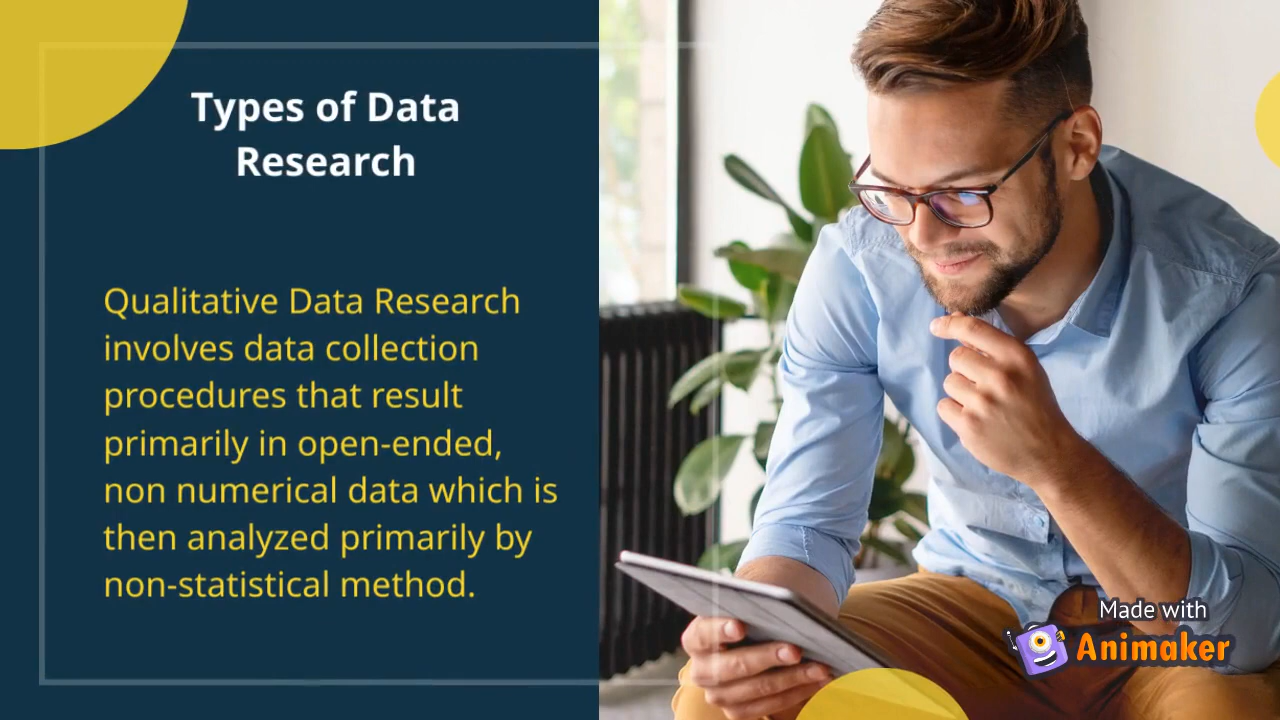 Types of Data
Research
Qualitative Data Research
involves data collection
procedures that result
primarily in open-ended,
non numerical data which is
then analyzed primarily by
non-statistical method.
Made with
Animaker